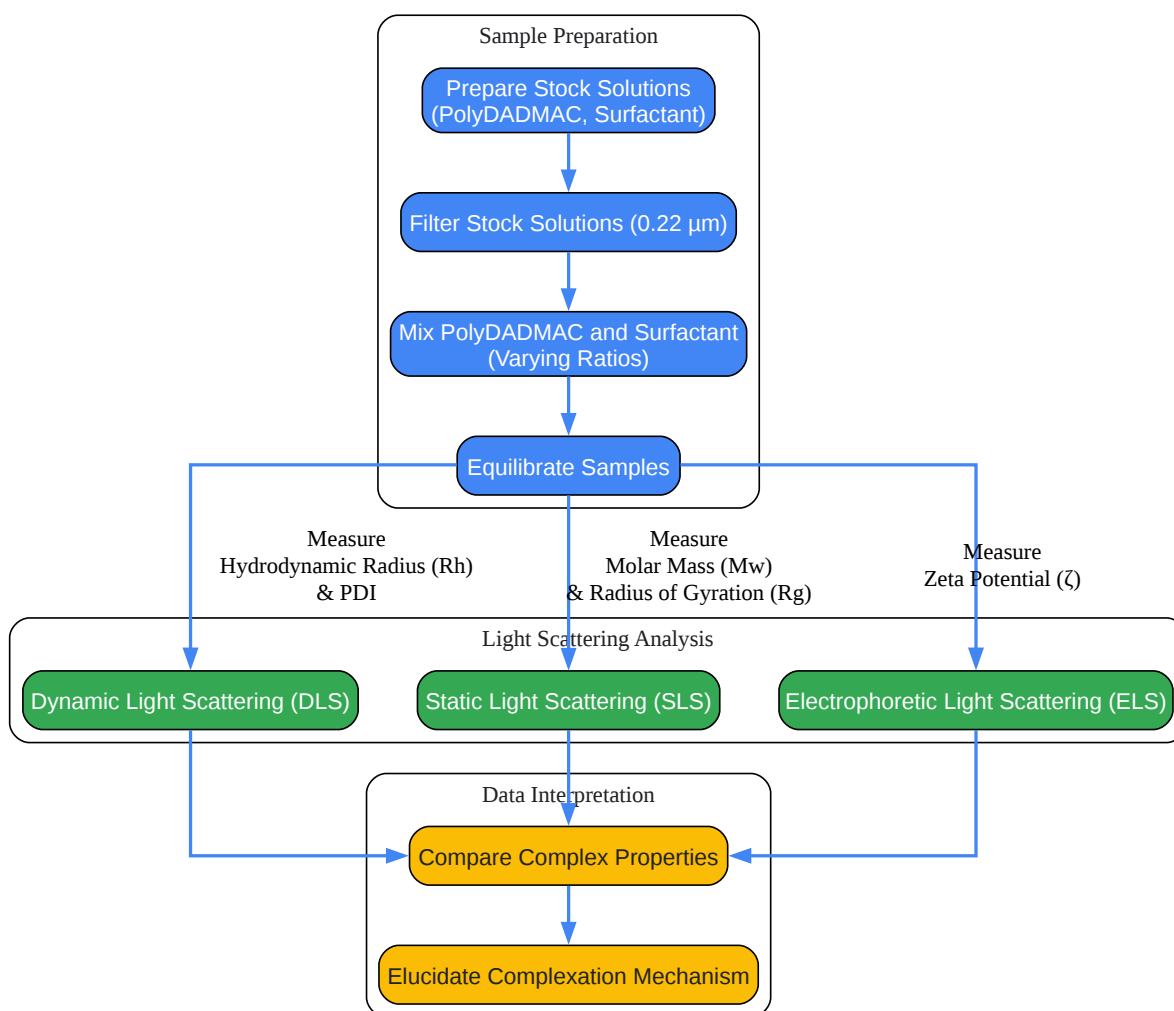 Sample Preparation
Prepare Stock Solutions
(PolyDADMAC, Surfactant)
Filter Stock Solutions (0.22 µm)
Mix PolyDADMAC and Surfactant
(Varying Ratios)
Equilibrate Samples
Measure
Hydrodynamic Radius (Rh)
& PDI
Measure
Molar Mass (Mw)
& Radius of Gyration (Rg)
Measure
Zeta Potential (ζ)
Light Scattering Analysis
Dynamic Light Scattering (DLS)
Static Light Scattering (SLS)
Electrophoretic Light Scattering (ELS)
Data Interpretation
Compare Complex Properties
Elucidate Complexation Mechanism